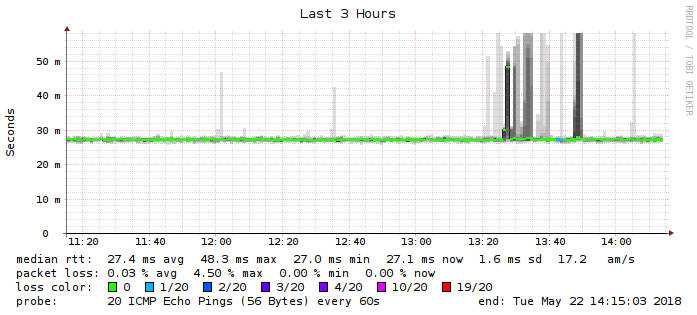 Last 3 Hours
RRDTOOL / TOBI OETIKER
Seconds
50 m
40 m
30 m
20 m
10 m
0
11:20 11:40 12:00 12:20 12:40 13:00 13:20 13:40 14:00
median rtt: 27.4 ms avg 48.3 ms max 27.0 ms min 27.1 ms now 1.6 ms sd 17.2 am/s
packet loss: 0.03 % avg 4.50 % max 0.00 % min 0.00 % now
loss color: 0 1/20 2/20 3/20 4/20 10/20 19/20
probe: 20 ICMP Echo Pings (56 Bytes) every 60s end: Tue May 22 14:15:03 2018